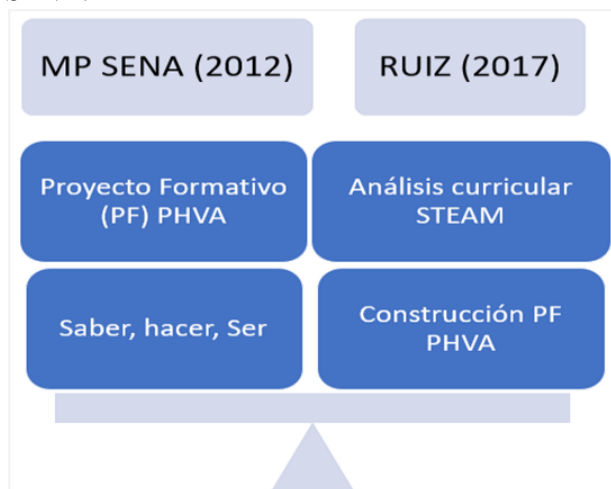 MP SENA (2012)
RUIZ (2017)
Proyecto Formativo
(PF) PHVA
Análisis curricular
STEAM
Saber, hacer, Ser
Construcción PF
PHVA